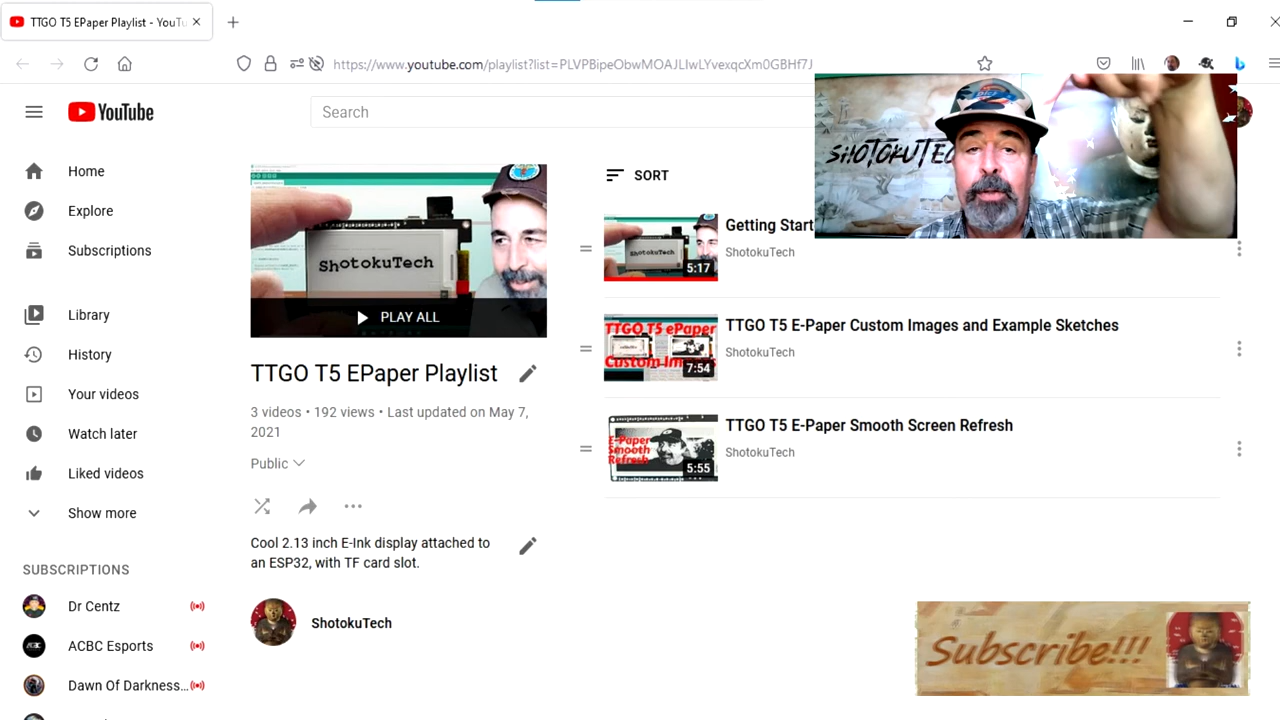 TTGO T5 EPaper Playlist - YouTu
https://www.youtube.com/playlist?list=PLVPBipeObwMOAJLIwLYvexqcXm0GBHf7J
YouTube
Search
Home
Explore
Subscriptions
Library
History
Your videos
Watch later
Liked videos
Show more
SUBSCRIPTIONS
Dr Centz
ACBC Esports
Dawn Of Darkness...
ShotokuTech
PLAY ALL
TTGO T5 EPaper Playlist
3 videos • 192 views • Last updated on May 7,
2021
Public
Cool 2.13 inch E-Ink display attached to
an ESP32, with TF card slot.
ShotokuTech
SORT
Getting Start
ShotokuTech
5:17
TTGO T5 ePaper
Custom Im
7:54
TTGO T5 E-Paper Custom Images and Example Sketches
ShotokuTech
E-Paper
Smooth
Refresh
5:55
TTGO T5 E-Paper Smooth Screen Refresh
ShotokuTech
SHOTOKUTEC
Subscribe!!!